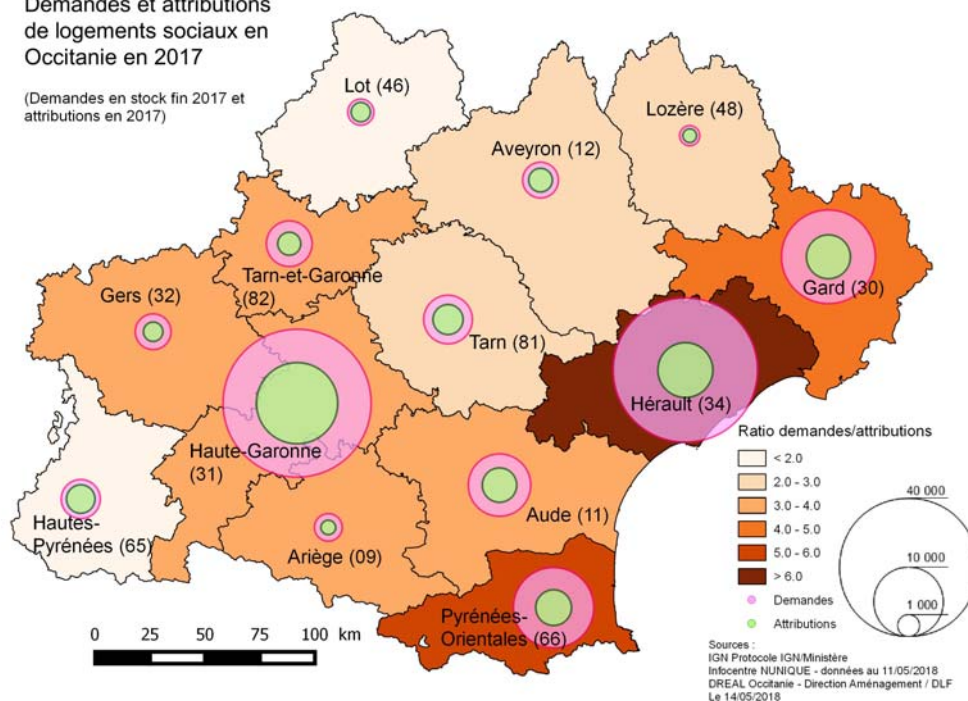 Demandes et attributions
de logements sociaux en
Occitanie en 2017
(Demandes en stock fin 2017 et
attributions en 2017)
Lot (46)
Lozère (48)
Aveyron (12)
Tarn-et-Garonne
(82)
Gers (32)
Gard (30)
Tarn (81)
Hérault (34)
Haute-Garonne
(31)
Hautes-
Pyrénées (65)
Ariège (09)
Aude (11)
Pyrénées-
Orientales (66)
0 25 50 75 100 km
Ratio demandes/attributions
< 2.0
2.0 - 3.0
3.0 - 4.0
4.0 - 5.0
5.0 - 6.0
> 6.0
Demandes
Attributions
40 000
10 000
1 000
Sources :
IGN Protocole IGN/Ministère
Infocentre NUNIQUE - données au 11/05/2018
DREAL Occitanie - Direction Aménagement / DLF
Le 14/05/2018